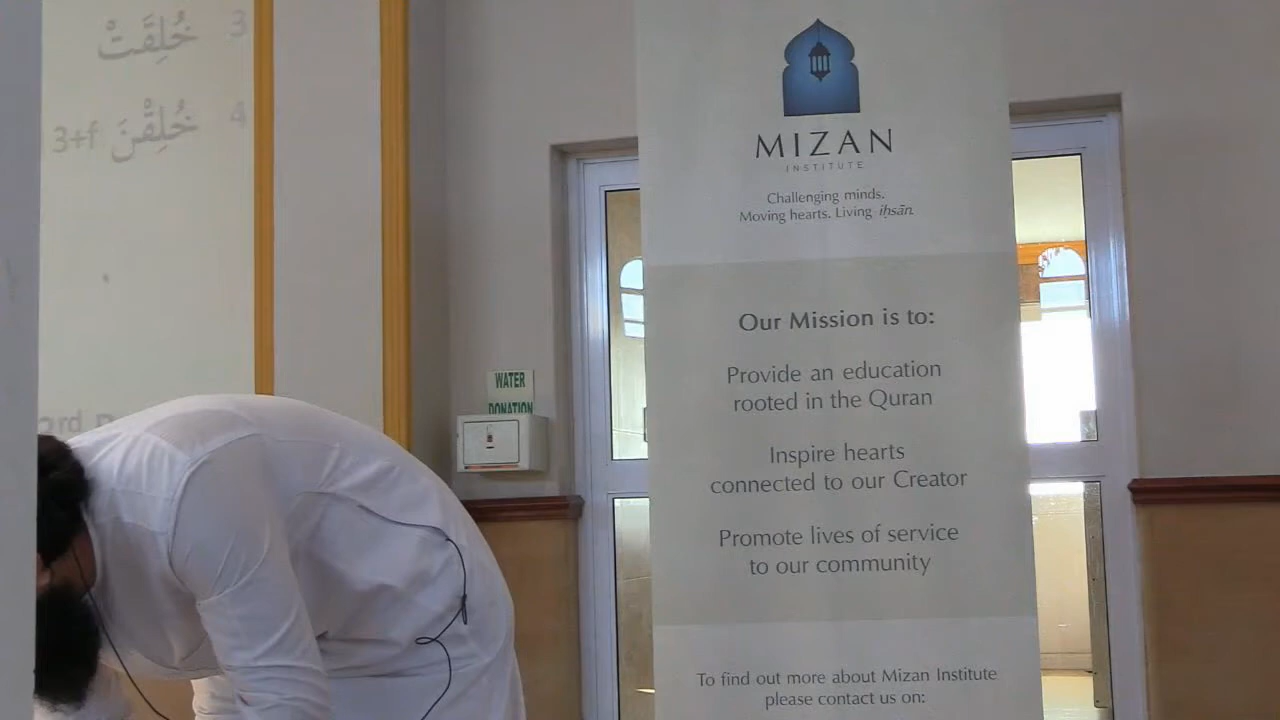 خُلِقَتْ 3
خُلِقْنَ 4
3+f
WATER
DONATION
MIZAN
INSTITUTE
Challenging minds.
Moving hearts. Living iḥsān.
Our Mission is to:
Provide an education
rooted in the Quran
Inspire hearts
connected to our Creator
Promote lives of service
to our community
To find out more about Mizan Institute
please contact us on: